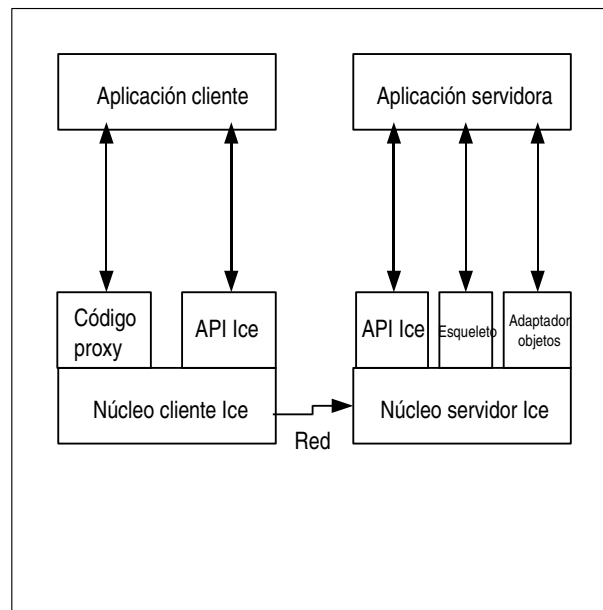 Aplicación cliente
Aplicación servidora
Código
proxy
API Ice
API Ice
Esqueleto
Adaptador
objetos
Núcleo cliente Ice
Núcleo servidor Ice
Red